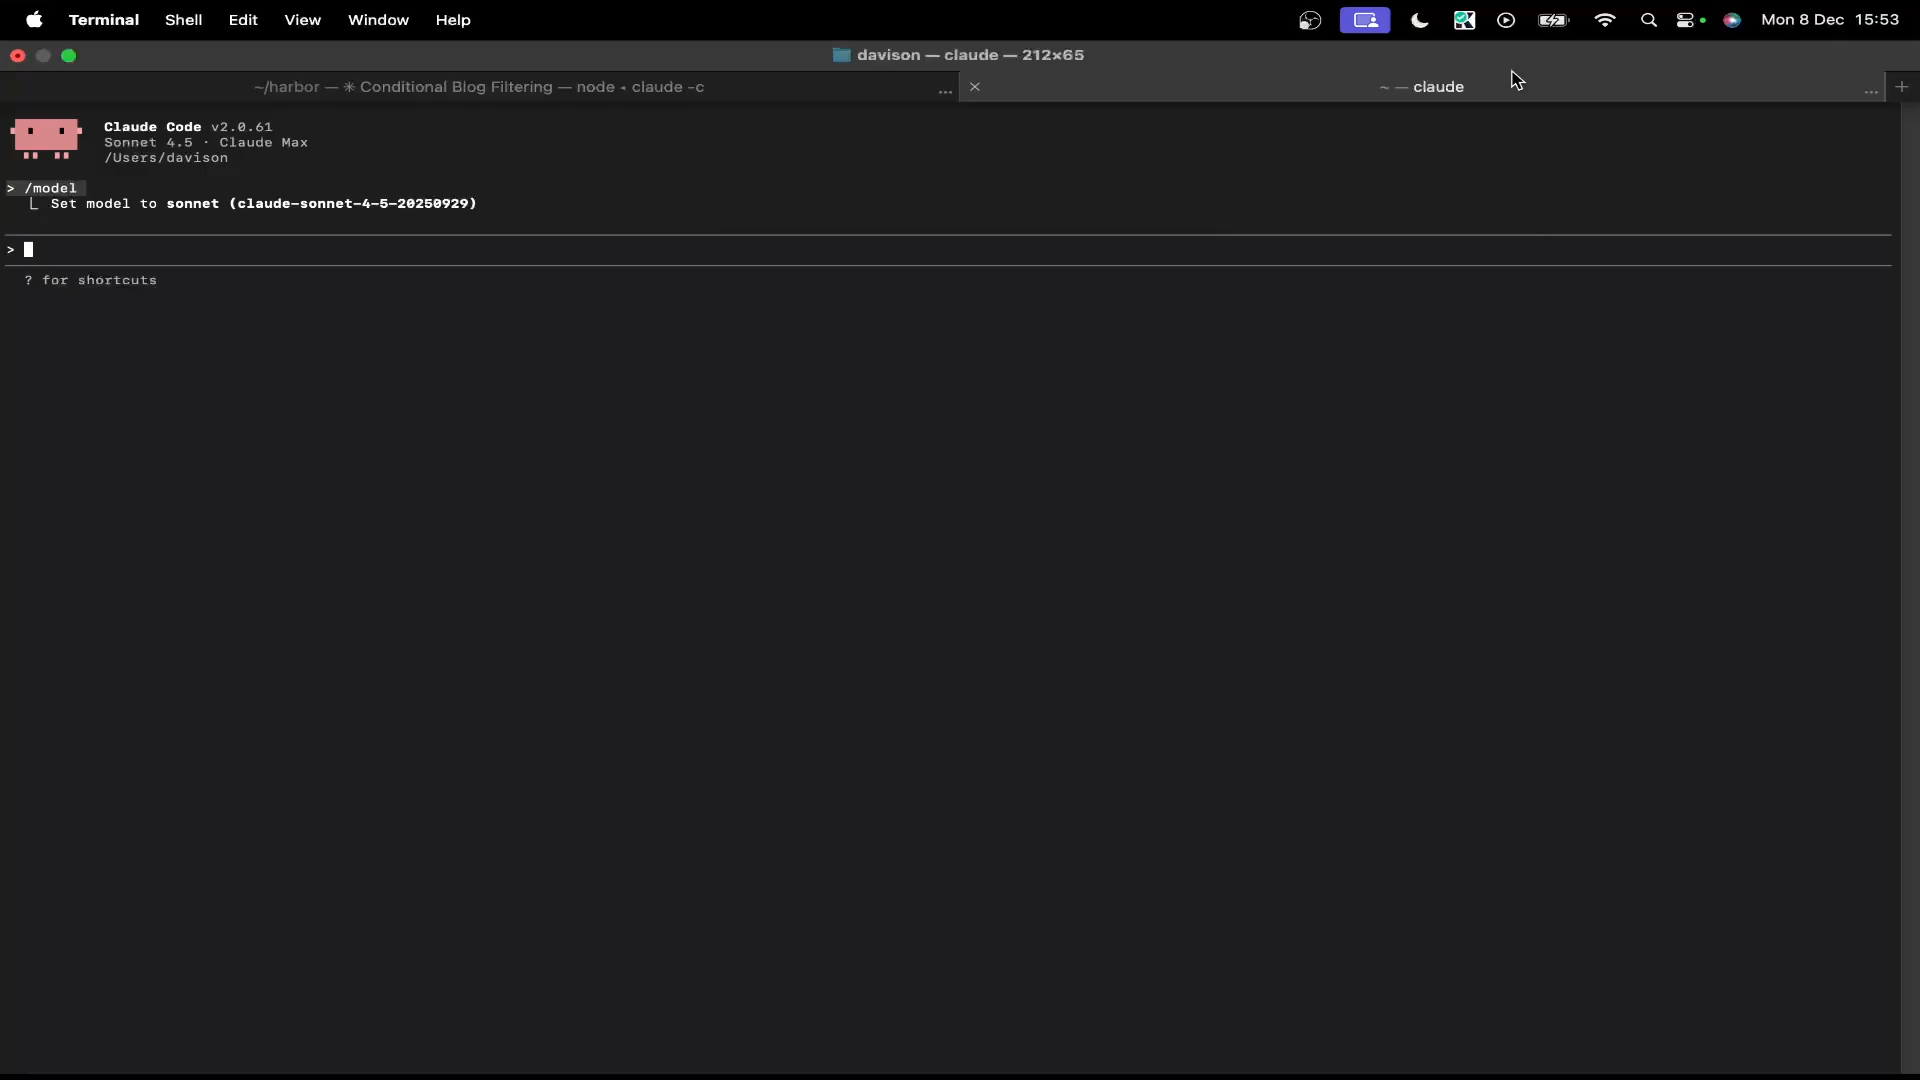 Terminal Shell Edit View Window Help Mon 8 Dec 15:53
davison — claude — 212×65
~/harbor — ✳ Conditional Blog Filtering — node ◂ claude -c ... ~ — claude ...
Claude Code v2.0.61
Sonnet 4.5 · Claude Max
/Users/davison
> /model
⎿ Set model to sonnet (claude-sonnet-4-5-20250929)
>
? for shortcuts